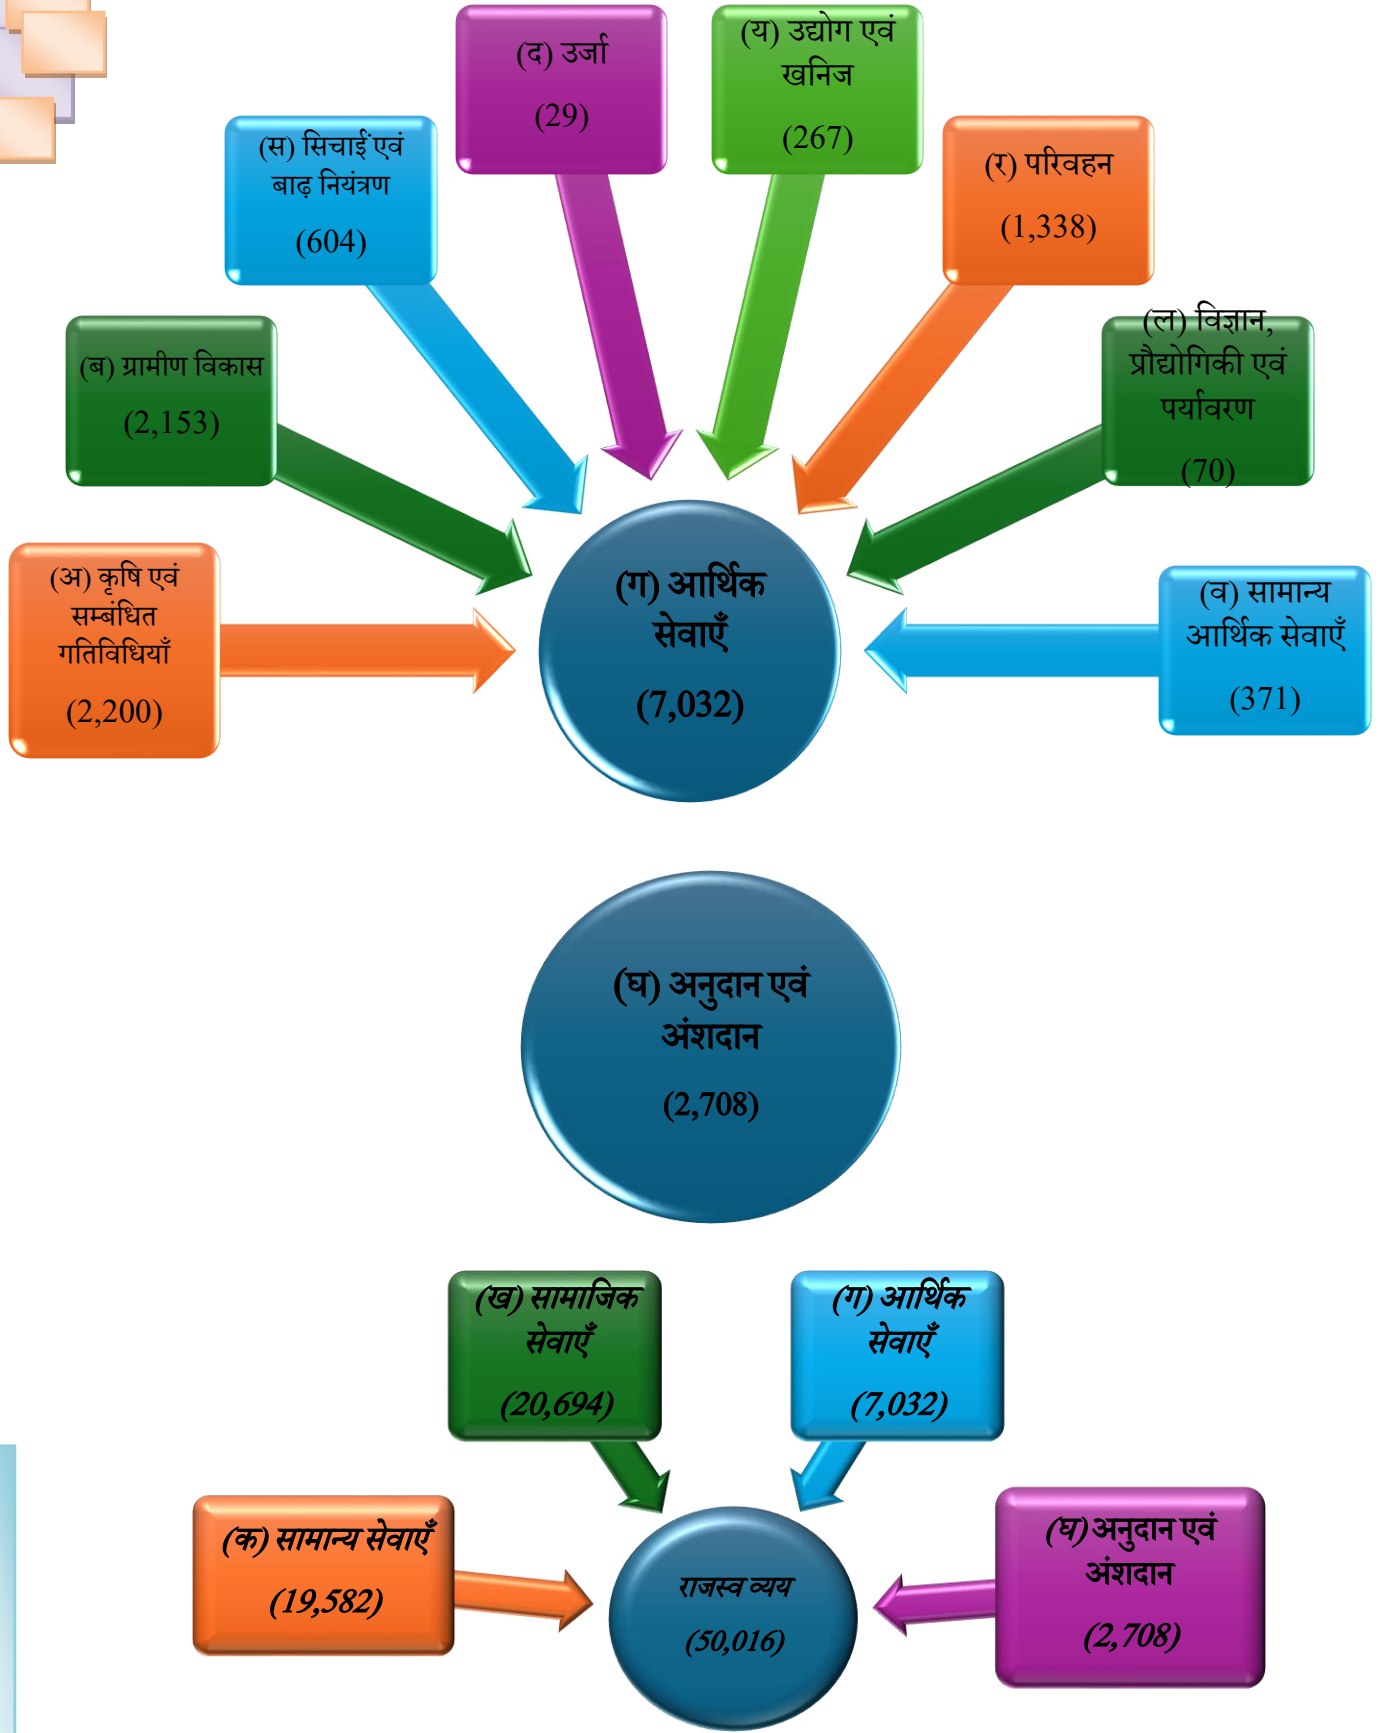 (द) उर्जा
(29)
(य) उद्योग एवं
खनिज
(267)
(स) सिचाईं एवं
बाढ़ नियंत्रण
(604)
(र) परिवहन
(1,338)
(ब) ग्रामीण विकास
(2,153)
(ल) विज्ञान,
प्रौद्योगिकी एवं
पर्यावरण
(70)
(अ) कृषि एवं
सम्बंधित
गतिविधियाँ
(2,200)
(ग) आर्थिक
सेवाएँ
(7,032)
(व) सामान्य
आर्थिक सेवाएँ
(371)
(घ) अनुदान एवं
अंशदान
(2,708)
(ख) सामाजिक
सेवाएँ
(20,694)
(ग) आर्थिक
सेवाएँ
(7,032)
(क) सामान्य सेवाएँ
(19,582)
राजस्व व्यय
(50,016)
(घ) अनुदान एवं
अंशदान
(2,708)